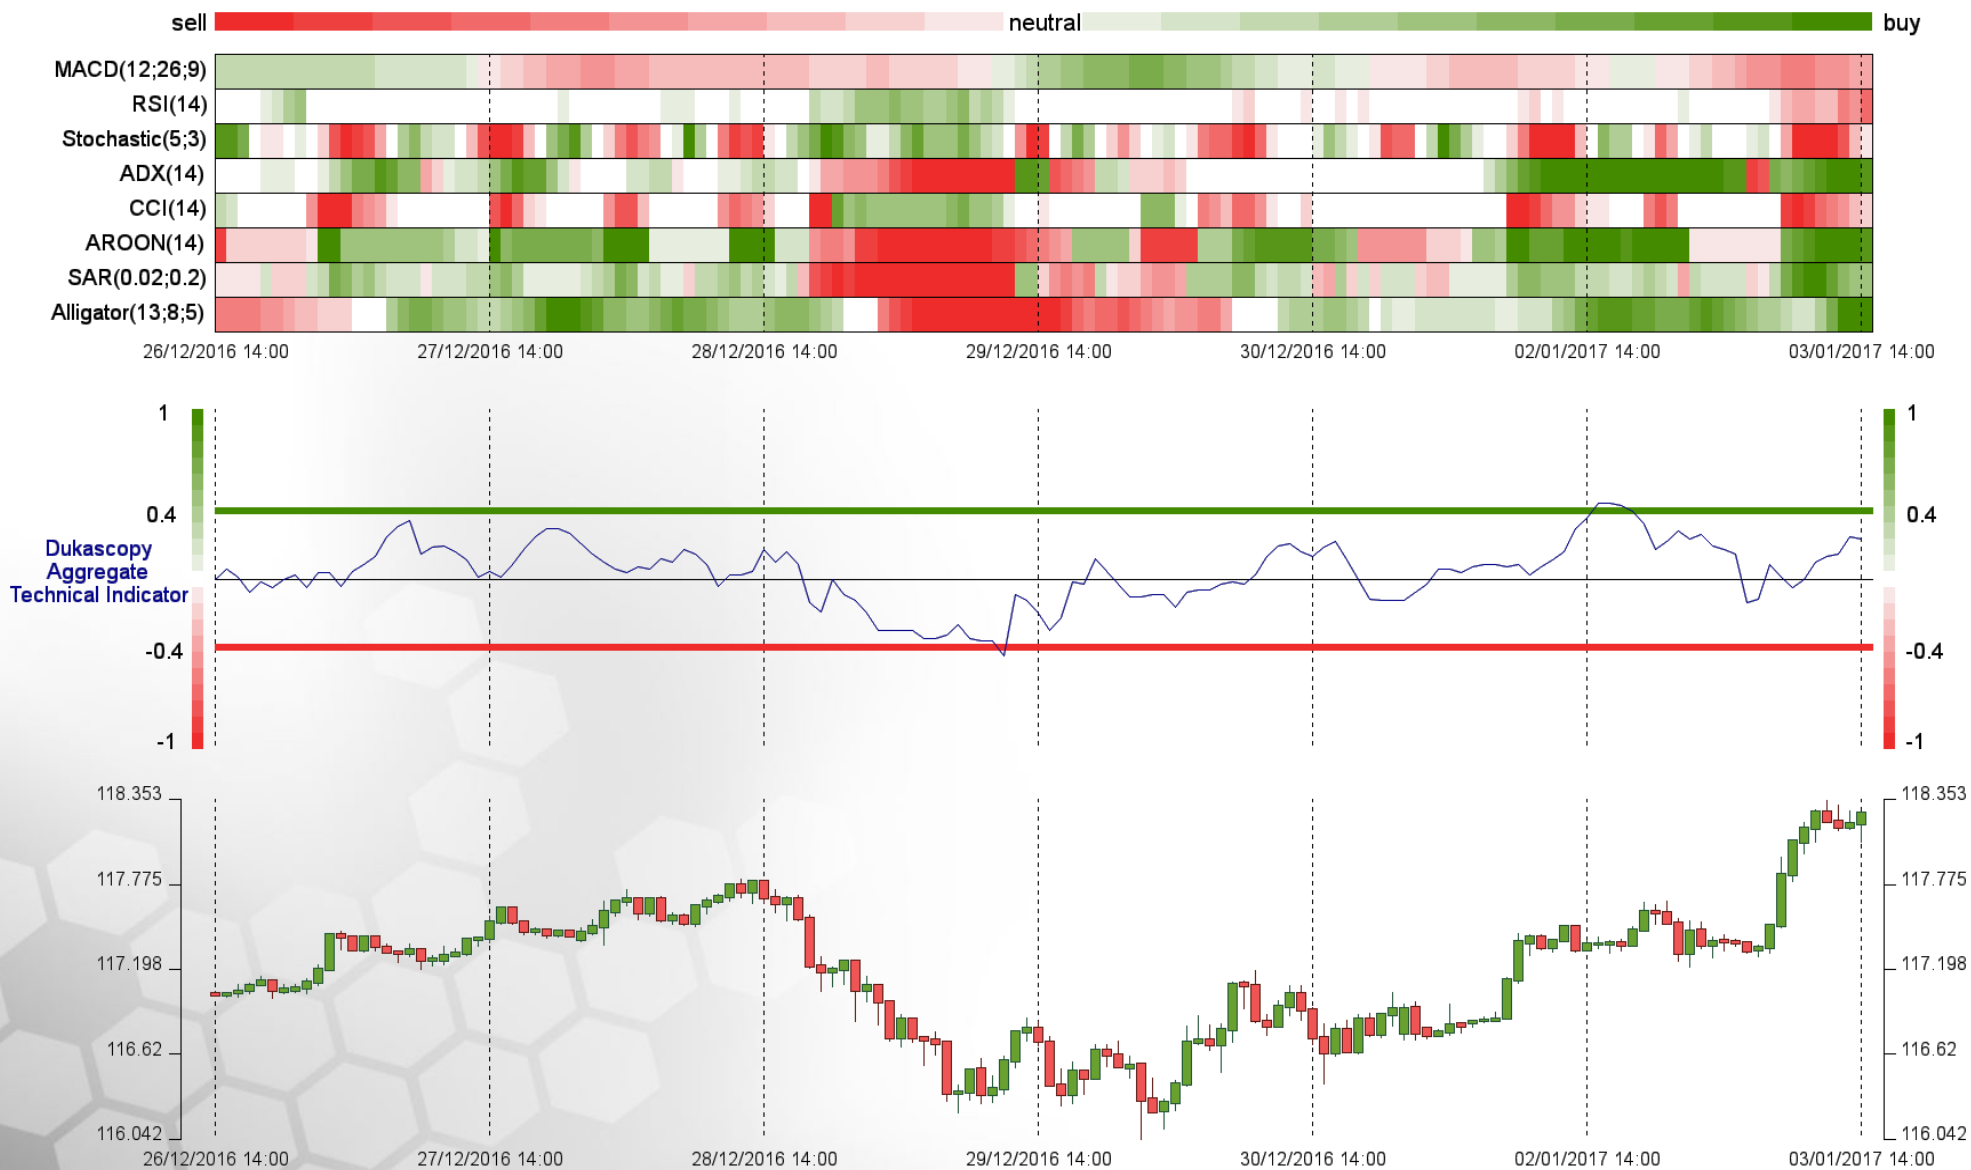 sell neutral buy
MACD(12;26;9)
RSI(14)
Stochastic(5;3)
ADX(14)
CCI(14)
AROON(14)
SAR(0.02;0.2)
Alligator(13;8;5)
26/12/2016 14:00 27/12/2016 14:00 28/12/2016 14:00 29/12/2016 14:00 30/12/2016 14:00 02/01/2017 14:00 03/01/2017 14:00
1 1
0.4 0.4
Dukascopy
Aggregate
Technical Indicator
-0.4 -0.4
-1 -1
118.353 118.353
117.775 117.775
117.198 117.198
116.62 116.62
116.042 116.042
26/12/2016 14:00 27/12/2016 14:00 28/12/2016 14:00 29/12/2016 14:00 30/12/2016 14:00 02/01/2017 14:00 03/01/2017 14:00